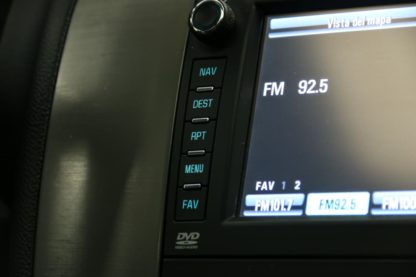 Vista del mapa
NAV
DEST
RPT
MENU
FAV
FM 92.5
FAV 1 2
FM101.7 FM92.5 FM100
DVD